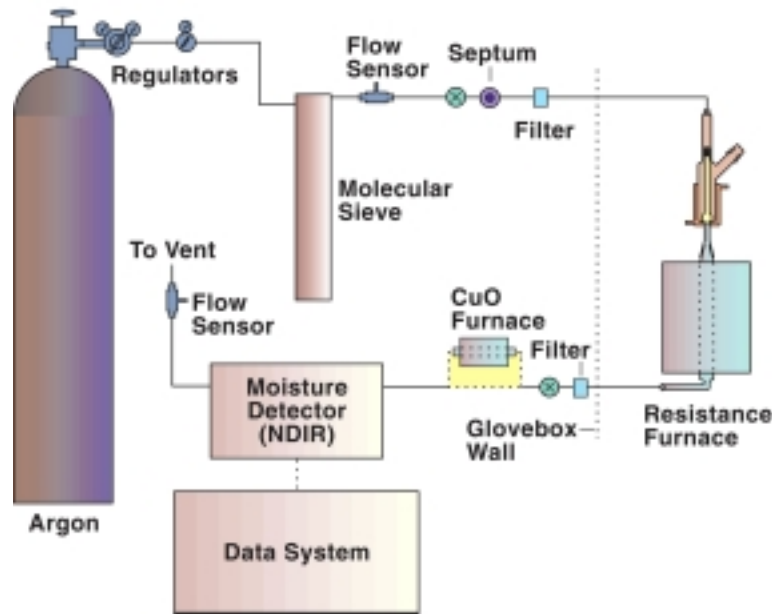 Regulators
Flow
Sensor
Septum
Filter
Molecular
Sieve
To Vent
Flow
Sensor
CuO
Furnace
Filter
Moisture
Detector
(NDIR)
Glovebox
Wall
Resistance
Furnace
Argon
Data System